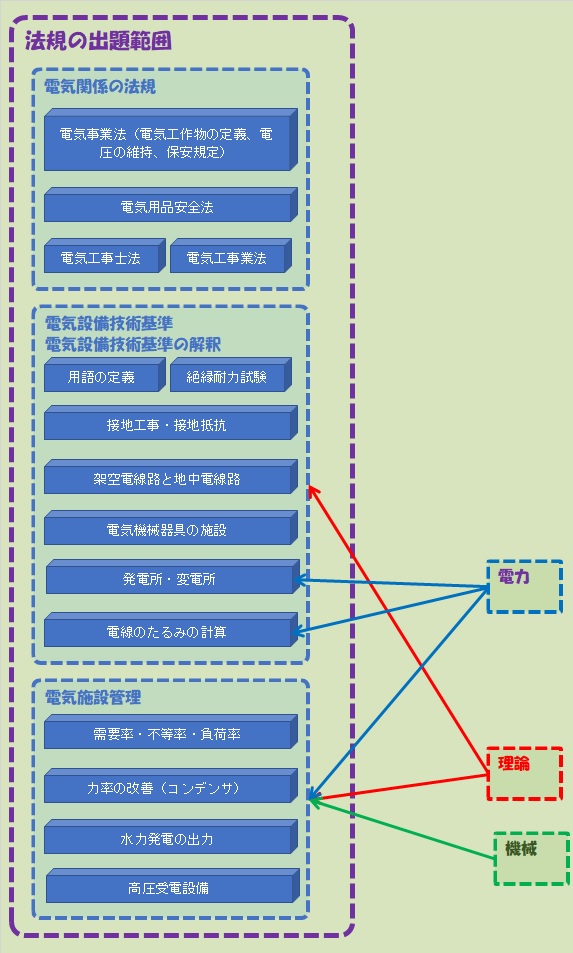 法規の出題範囲
電気関係の法規
電気事業法（電気工作物の定義、電
圧の維持、保安規定）
電気用品安全法
電気工事士法
電気工事業法
電気設備技術基準
電気設備技術基準の解釈
用語の定義
絶縁耐力試験
接地工事・接地抵抗
架空電線路と地中電線路
電気機械器具の施設
発電所・変電所
電線のたるみの計算
電気施設管理
需要率・不等率・負荷率
力率の改善（コンデンサ）
水力発電の出力
高圧受電設備
電力
理論
機械